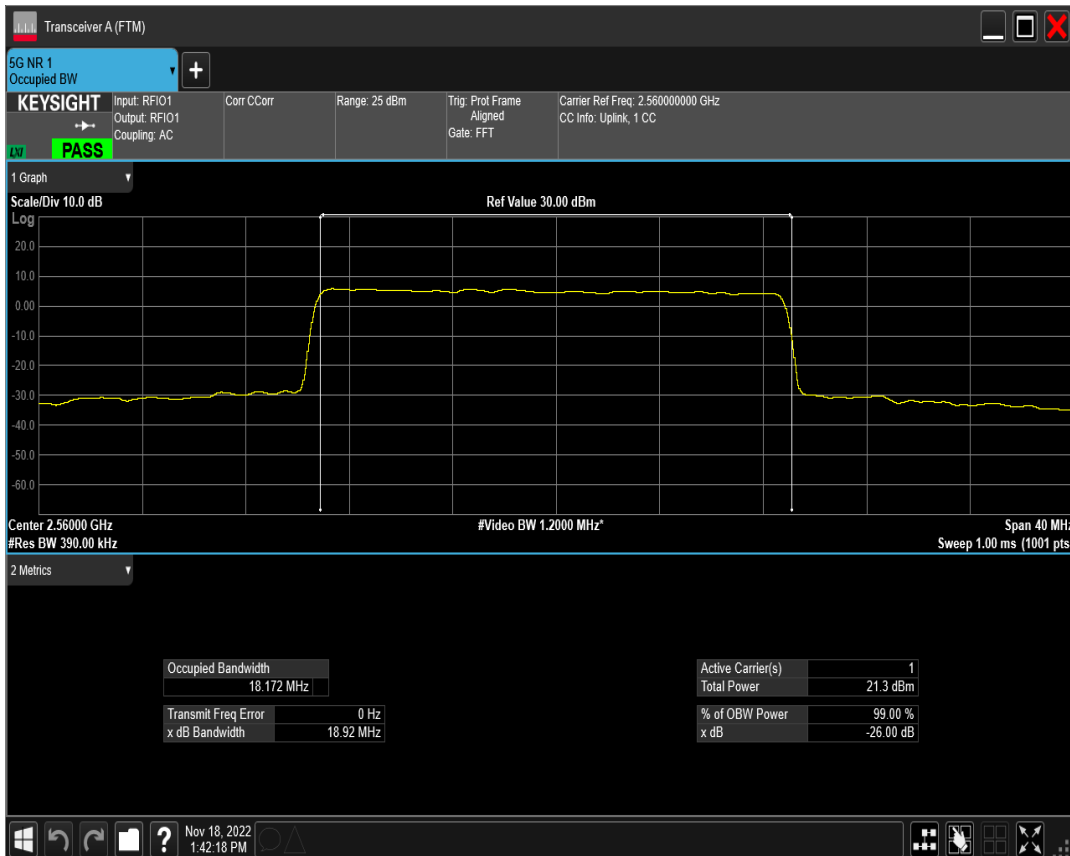 Transceiver A (FTM)
5G NR 1
Occupied BW
+
KEYSIGHT
LXI
PASS
Input: RFIO1
Output: RFIO1
Coupling: AC
Corr CCorr
Range: 25 dBm
Trig: Prot Frame
Aligned
Gate: FFT
Carrier Ref Freq: 2.560000000 GHz
CC Info: Uplink, 1 CC
1 Graph
Scale/Div 10.0 dB
Ref Value 30.00 dBm
Log
20.0
10.0
0.00
-10.0
-20.0
-30.0
-40.0
-50.0
-60.0
Center 2.56000 GHz
#Video BW 1.2000 MHz*
Span 40 MHz
#Res BW 390.00 kHz
Sweep 1.00 ms (1001 pts
2 Metrics
Occupied Bandwidth
18.172 MHz
Transmit Freq Error 0 Hz
x dB Bandwidth 18.92 MHz
Active Carrier(s) 1
Total Power 21.3 dBm
% of OBW Power 99.00 %
x dB -26.00 dB
?
Nov 18, 2022
1:42:18 PM